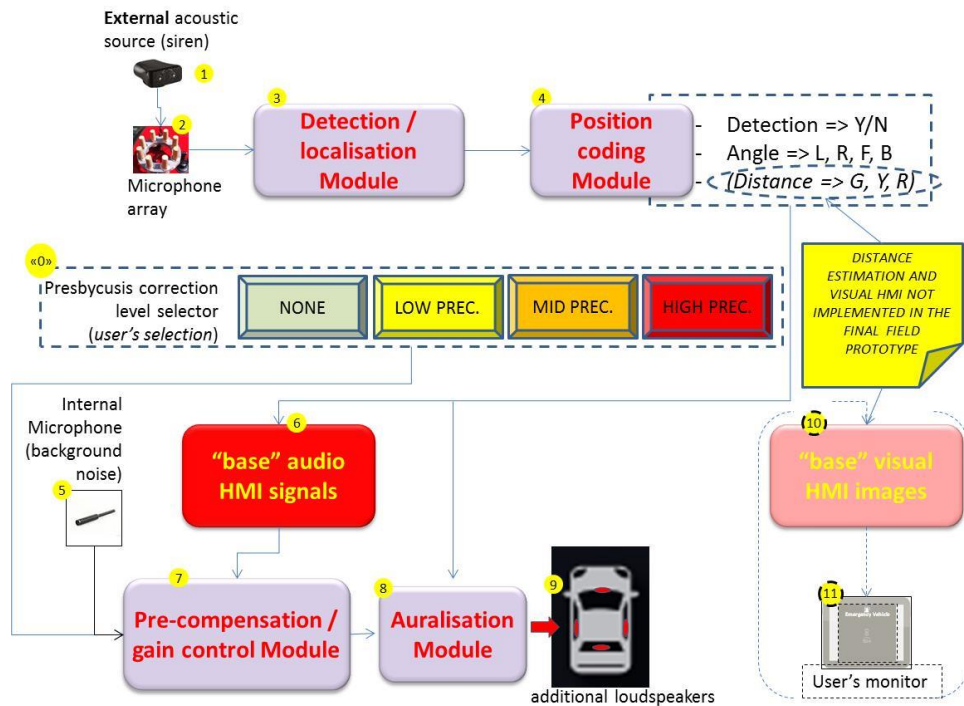 External acoustic
source (siren)
1
2
Microphone
array
3
Detection /
localisation
Module
4
Position
coding
Module
- Detection => Y/N
- Angle => L, R, F, B
- (Distance => G, Y, R)
«0»
Presbycusis correction
level selector
(user's selection)
NONE
LOW PREC.
MID PREC.
HIGH PREC.
DISTANCE
ESTIMATION AND
VISUAL HMI NOT
IMPLEMENTED IN THE
FINAL FIELD
PROTOTYPE
Internal
Microphone
(background
noise)
5
6
"base" audio
HMI signals
10
"base" visual
HMI images
7
Pre-compensation /
gain control Module
8
Auralisation
Module
9
additional loudspeakers
11
Emergency Vehicle
User's monitor